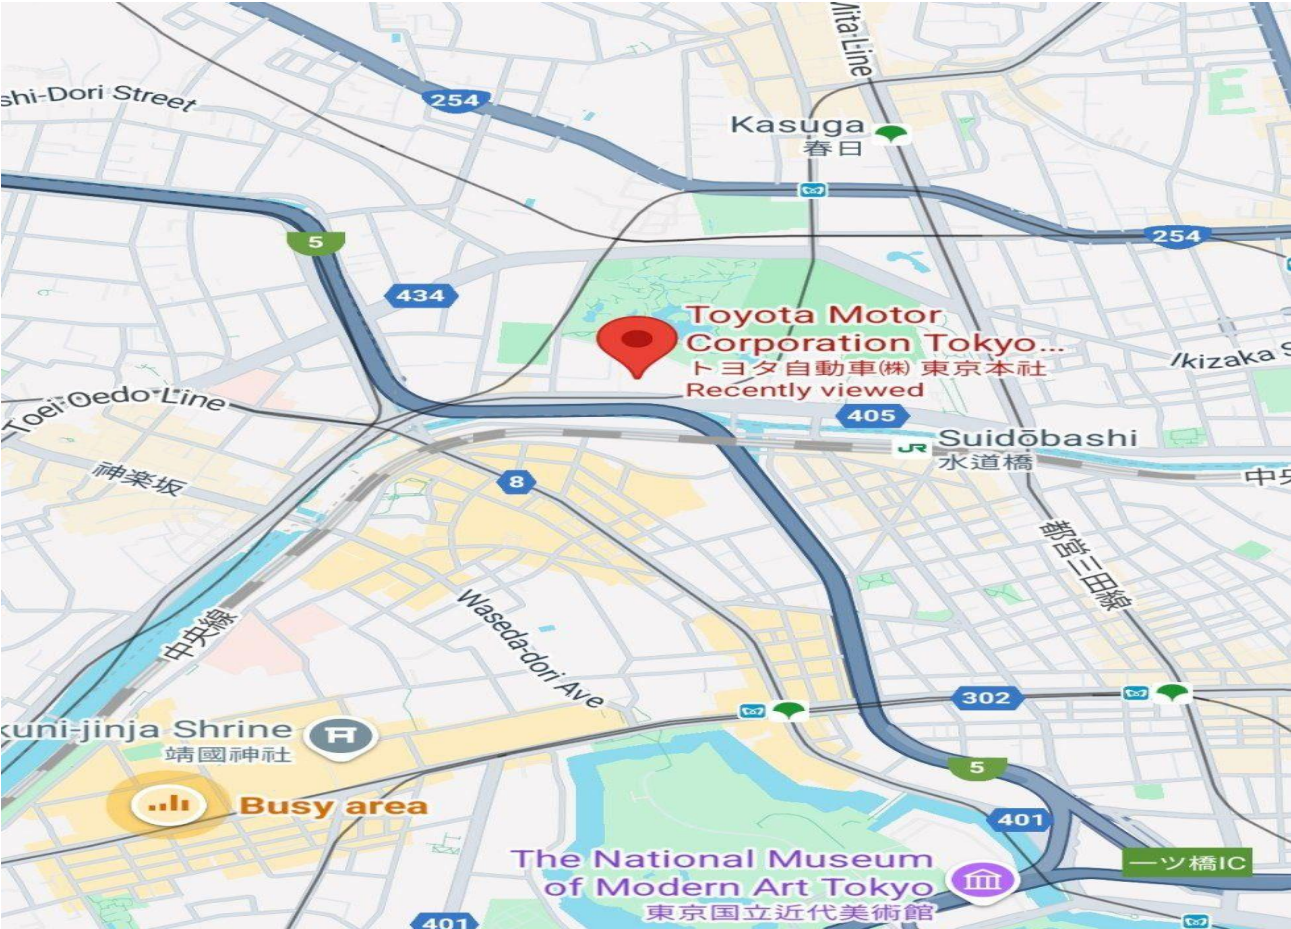 Mita Line
shi-Dori Street
254
Kasuga
春日
5
254
434
Toyota Motor
Corporation Tokyo...
トヨタ自動車㈱ 東京本社
Recently viewed
Ikizaka S
405
Toei Oedo Line
JR
Suidōbashi
水道橋
神楽坂
8
中央
都営三田線
Waseda-dori Ave
中央線
302
kuni-jinja Shrine
靖國神社
5
Busy area
401
The National Museum
of Modern Art Tokyo
東京国立近代美術館
一ツ橋IC
401